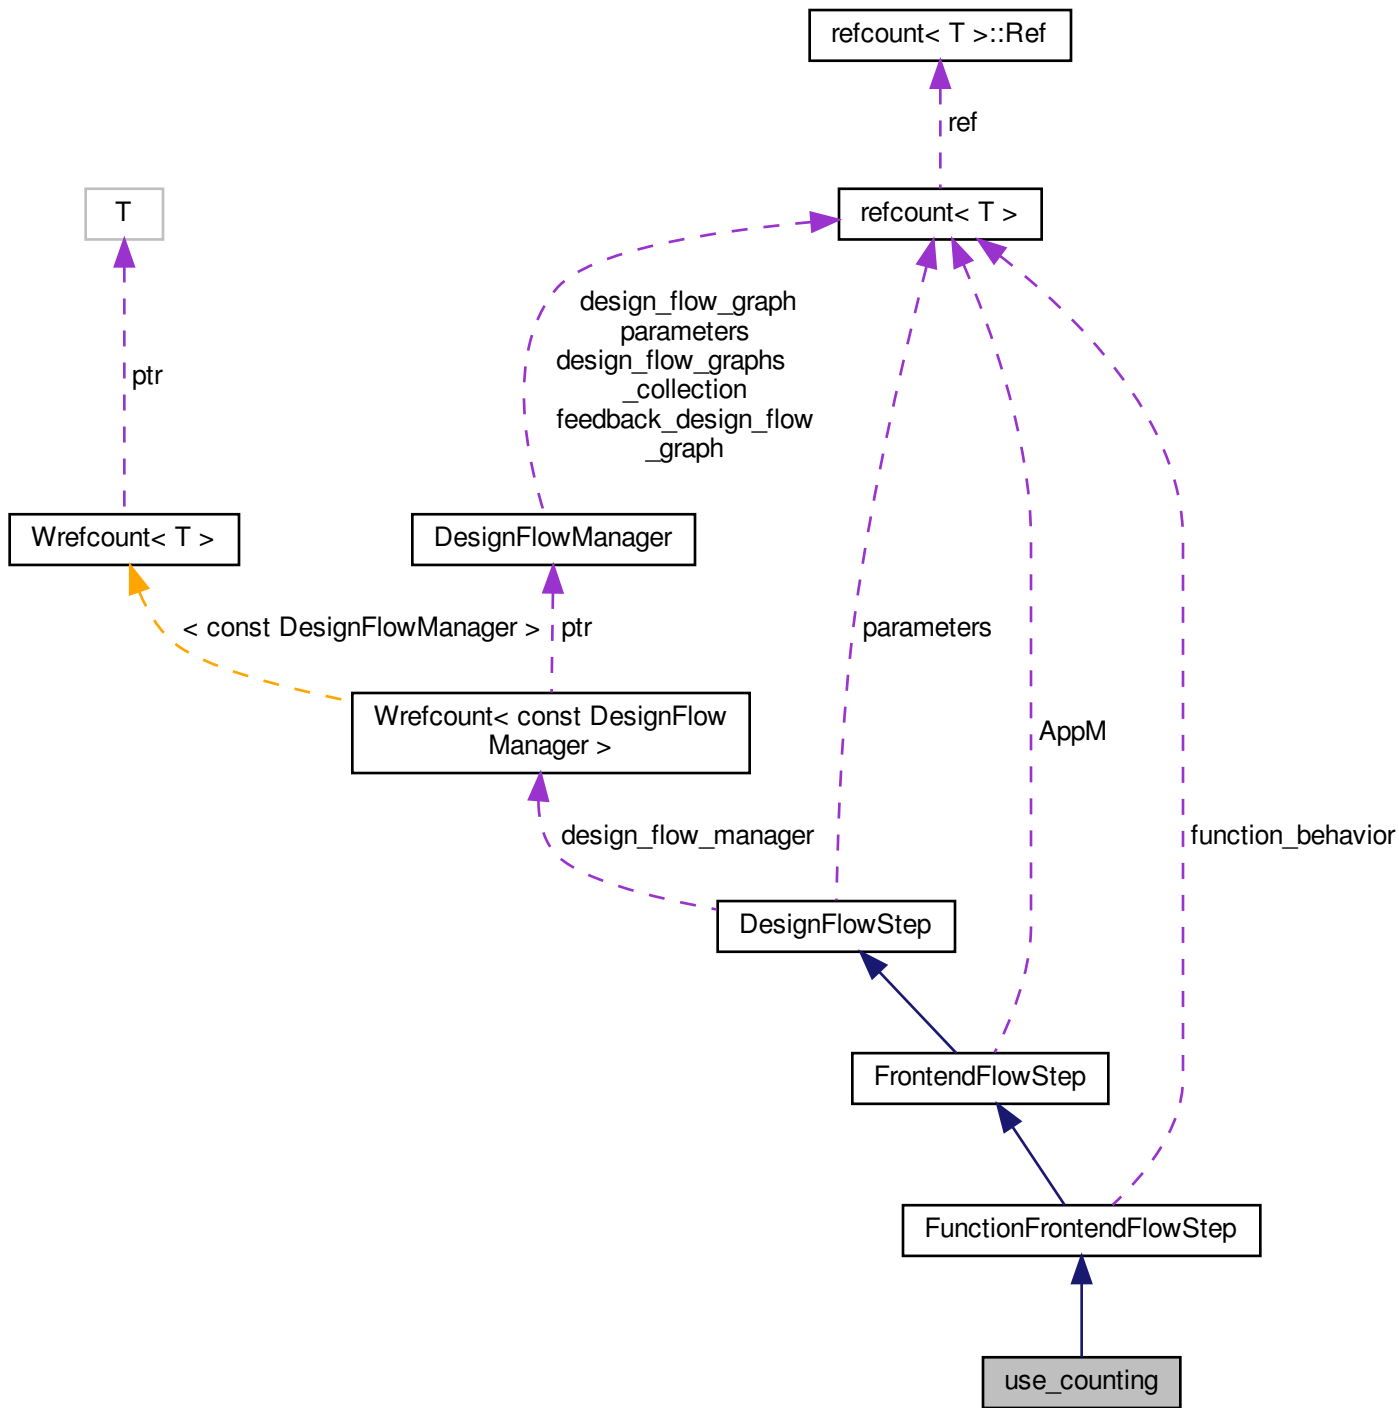 refcount< T >::Ref
ref
T
refcount< T >
design_flow_graph
parameters
design_flow_graphs
_collection
feedback_design_flow
_graph
ptr
Wrefcount< T >
DesignFlowManager
< const DesignFlowManager >
ptr
parameters
Wrefcount< const DesignFlow
Manager >
AppM
design_flow_manager
function_behavior
DesignFlowStep
FrontendFlowStep
FunctionFrontendFlowStep
use_counting